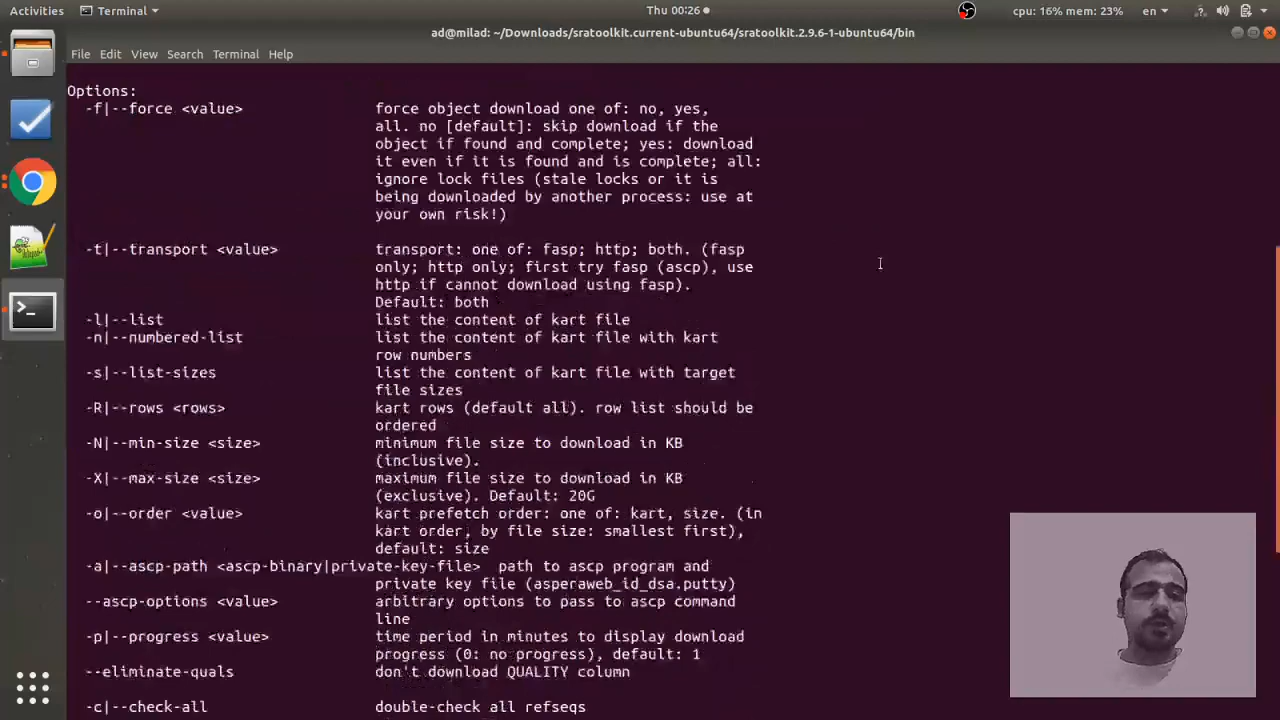 Activities
Terminal
Thu 00:26
cpu: 16% mem: 23%
en
ad@milad: ~/Downloads/sratoolkit.current-ubuntu64/sratoolkit.2.9.6-1-ubuntu64/bin
File Edit View Search Terminal Help
Options:
-f|--force <value> force object download one of: no, yes,
all. no [default]: skip download if the
object if found and complete; yes: download
it even if it is found and is complete; all:
ignore lock files (stale locks or it is
being downloaded by another process: use at
your own risk!)
-t|--transport <value> transport: one of: fasp; http; both. (fasp
only; http only; first try fasp (ascp), use
http if cannot download using fasp).
Default: both
-l|--list list the content of kart file
-n|--numbered-list list the content of kart file with kart
row numbers
-s|--list-sizes list the content of kart file with target
file sizes
-R|--rows <rows> kart rows (default all). row list should be
ordered
-N|--min-size <size> minimum file size to download in KB
(inclusive).
-X|--max-size <size> maximum file size to download in KB
(exclusive). Default: 20G
-o|--order <value> kart prefetch order: one of: kart, size. (in
kart order, by file size: smallest first),
default: size
-a|--ascp-path <ascp-binary|private-key-file> path to ascp program and
private key file (asperaweb_id_dsa.putty)
--ascp-options <value> arbitrary options to pass to ascp command
line
-p|--progress <value> time period in minutes to display download
progress (0: no progress), default: 1
--eliminate-quals don't download QUALITY column
-c|--check-all double-check all refseqs